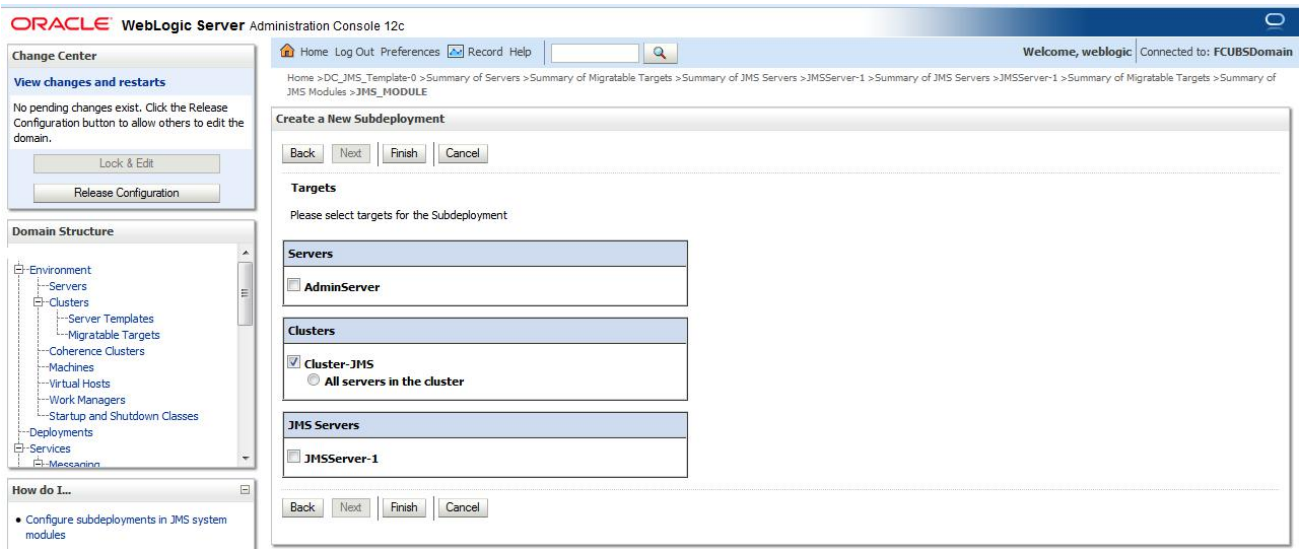 ORACLE WebLogic Server Administration Console 12c
Change Center
View changes and restarts
No pending changes exist. Click the Release
Configuration button to allow others to edit the
domain.
Lock & Edit
Release Configuration
Domain Structure
Environment
Servers
Clusters
Server Templates
Migratable Targets
Coherence Clusters
Machines
Virtual Hosts
Work Managers
Startup and Shutdown Classes
Deployments
Services
Messaging
How do I...
Configure subdeployments in JMS system
modules
Home Log Out Preferences Record Help
Welcome, weblogic Connected to: FCUBSDomain
Home >DC_JMS_Template-0 >Summary of Servers >Summary of Migratable Targets >Summary of JMS Servers >JMSServer-1 >Summary of JMS Servers >JMSServer-1 >Summary of Migratable Targets >Summary of
JMS Modules >JMS_MODULE
Create a New Subdeployment
Back Next Finish Cancel
Targets
Please select targets for the Subdeployment
Servers
AdminServer
Clusters
Cluster-JMS
All servers in the cluster
JMS Servers
JMSServer-1
Back Next Finish Cancel